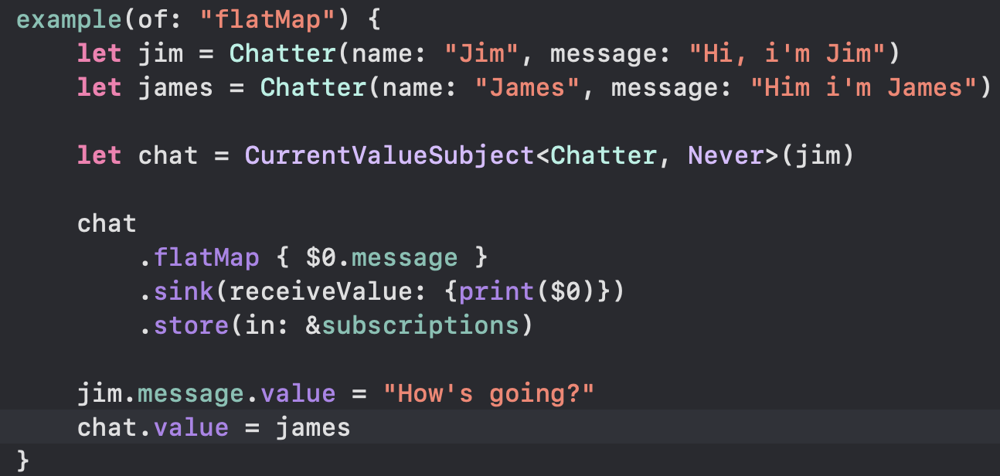 example(of: "flatMap") {
    let jim = Chatter(name: "Jim", message: "Hi, i'm Jim")
    let james = Chatter(name: "James", message: "Him i'm James")
    let chat = CurrentValueSubject<Chatter, Never>(jim)
    chat
        .flatMap { $0.message }
        .sink(receiveValue: {print($0)})
        .store(in: &subscriptions)
    jim.message.value = "How's going?"
    chat.value = james
}